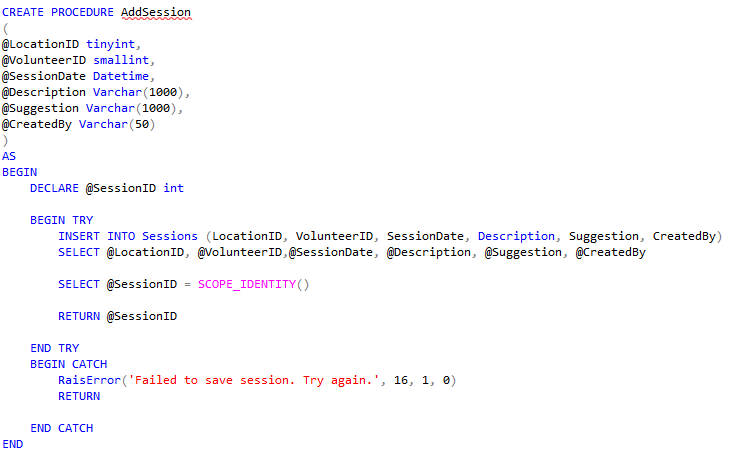 CREATE PROCEDURE AddSession
(
@LocationID tinyint,
@VolunteerID smallint,
@SessionDate Datetime,
@Description Varchar(1000),
@Suggestion Varchar(1000),
@CreatedBy Varchar(50)
)
AS
BEGIN
    DECLARE @SessionID int

    BEGIN TRY
        INSERT INTO Sessions (LocationID, VolunteerID, SessionDate, Description, Suggestion, CreatedBy)
        SELECT @LocationID, @VolunteerID,@SessionDate, @Description, @Suggestion, @CreatedBy

        SELECT @SessionID = SCOPE_IDENTITY()

        RETURN @SessionID

    END TRY
    BEGIN CATCH
        RaisError('Failed to save session. Try again.', 16, 1, 0)
        RETURN

    END CATCH
END